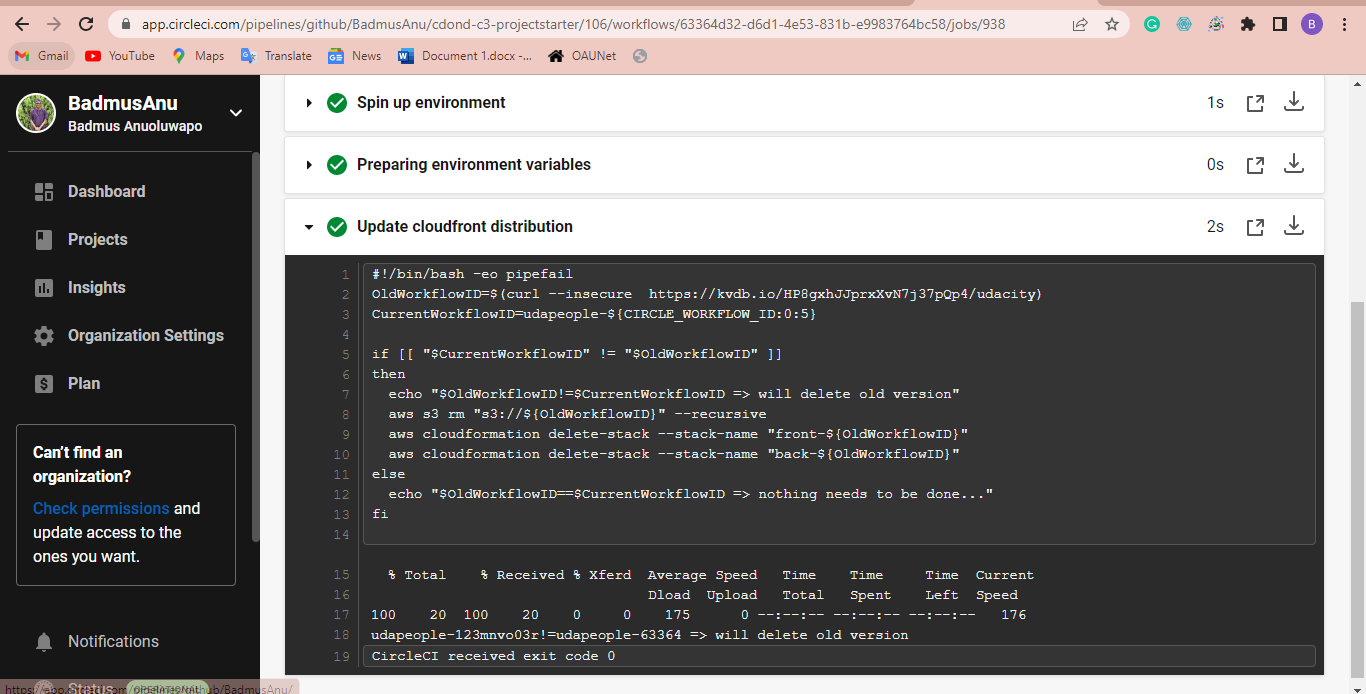 app.circleci.com/pipelines/github/BadmusAnu/cdond-c3-projectstarter/106/workflows/63364d32-d6d1-4e53-831b-e9983764bc58/jobs/938
B
Gmail YouTube Maps Translate News Document 1.docx -... OAUNet
BadmusAnu
Badmus Anuoluwapo
Dashboard
Projects
Insights
Organization Settings
Plan
Can't find an
organization?
Check permissions and
update access to the
ones you want.
Notifications
Status OPERATIONAL
https://app.circleci.com/pipelines/github/BadmusAnu/
Spin up environment 1s
Preparing environment variables 0s
Update cloudfront distribution 2s
1 #!/bin/bash -eo pipefail
2 OldWorkflowID=$(curl --insecure  https://kvdb.io/HP8gxhJJprxXvN7j37pQp4/udacity)
3 CurrentWorkflowID=udapeople-${CIRCLE_WORKFLOW_ID:0:5}
4
5 if [[ "$CurrentWorkflowID" != "$OldWorkflowID" ]]
6 then
7   echo "$OldWorkflowID!=$CurrentWorkflowID => will delete old version"
8   aws s3 rm "s3://${OldWorkflowID}" --recursive
9   aws cloudformation delete-stack --stack-name "front-${OldWorkflowID}"
10   aws cloudformation delete-stack --stack-name "back-${OldWorkflowID}"
11 else
12   echo "$OldWorkflowID==$CurrentWorkflowID => nothing needs to be done..."
13 fi
14
15   % Total    % Received % Xferd  Average Speed   Time    Time     Time  Current
16                                  Dload  Upload   Total   Spent    Left  Speed
17 100    20  100    20    0     0    175      0 --:--:-- --:--:-- --:--:--   176
18 udapeople-123mnvo03r!=udapeople-63364 => will delete old version
19 CircleCI received exit code 0